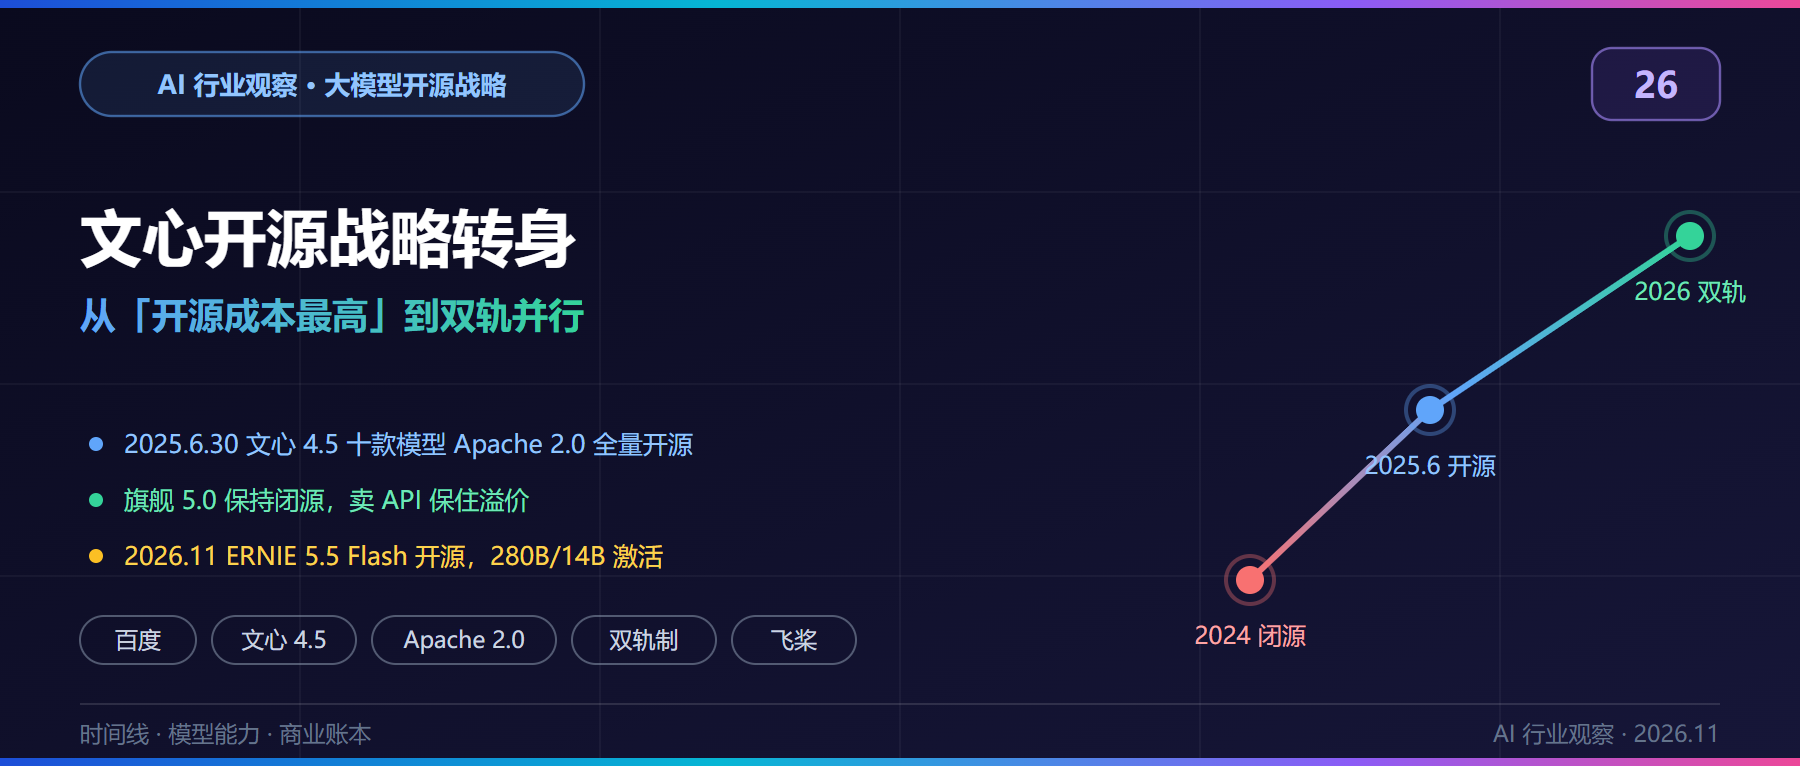 AI 行业观察 · 大模型开源战略
26
文心开源战略转身
从「开源成本最高」到双轨并行
2025.6.30 文心 4.5 十款模型 Apache 2.0 全量开源
旗舰 5.0 保持闭源，卖 API 保住溢价
2026.11 ERNIE 5.5 Flash 开源，280B/14B 激活
百度
文心 4.5
Apache 2.0
双轨制
飞桨
2026 双轨
2025.6 开源
2024 闭源
时间线 · 模型能力 · 商业账本
AI 行业观察 · 2026.11